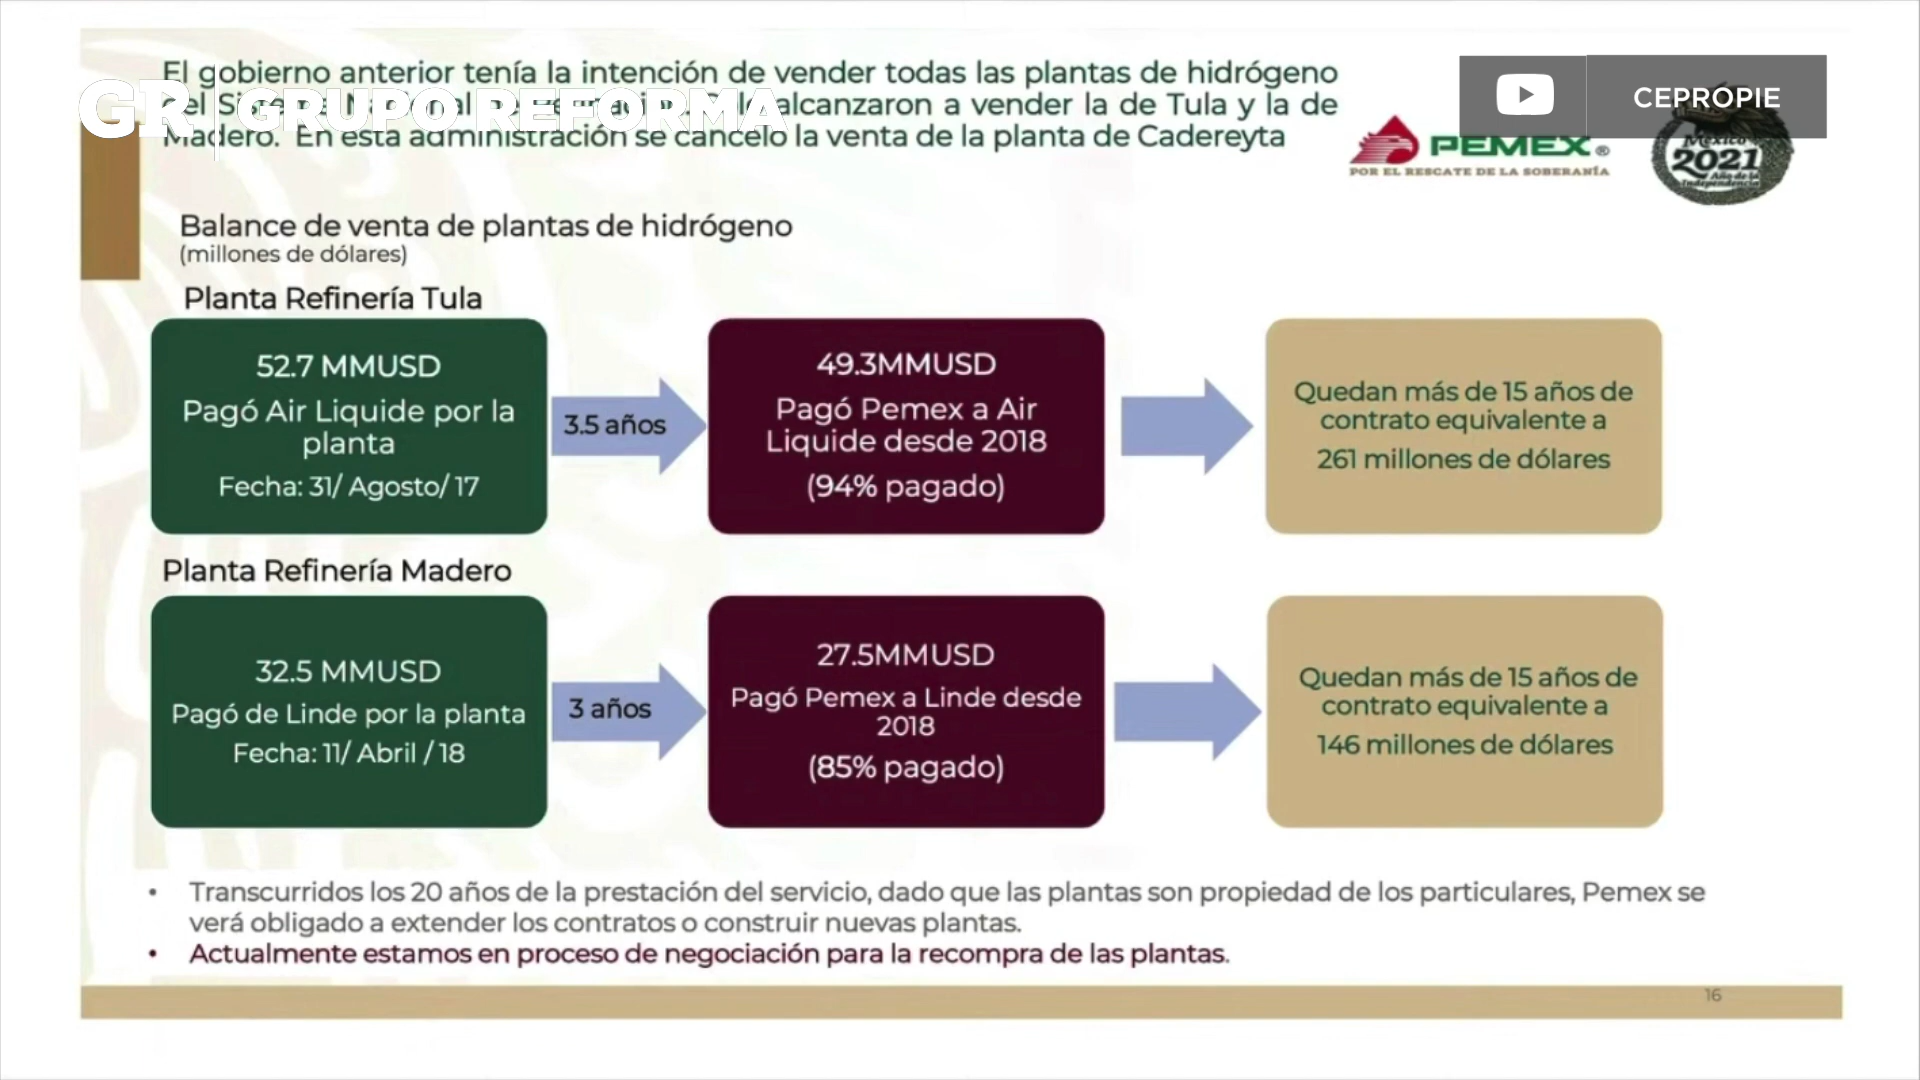 El gobierno anterior tenía la intención de vender todas las plantas de hidrógeno
alcanzaron a vender la de Tula y la de
Madero. En esta administración se canceló la venta de la planta de Cadereyta
GR GRUPO REFORMA
CEPROPIE
PEMEX®
POR EL RESCATE DE LA SOBERANÍA
México
2021
Año de la
Independencia
Balance de venta de plantas de hidrógeno
(millones de dólares)
Planta Refinería Tula
52.7 MMUSD
Pagó Air Liquide por la
planta
Fecha: 31/ Agosto/ 17
3.5 años
49.3MMUSD
Pagó Pemex a Air
Liquide desde 2018
(94% pagado)
Quedan más de 15 años de
contrato equivalente a
261 millones de dólares
Planta Refinería Madero
32.5 MMUSD
Pagó de Linde por la planta
Fecha: 11/ Abril / 18
3 años
27.5MMUSD
Pagó Pemex a Linde desde
2018
(85% pagado)
Quedan más de 15 años de
contrato equivalente a
146 millones de dólares
• Transcurridos los 20 años de la prestación del servicio, dado que las plantas son propiedad de los particulares, Pemex se
verá obligado a extender los contratos o construir nuevas plantas.
• Actualmente estamos en proceso de negociación para la recompra de las plantas.
16